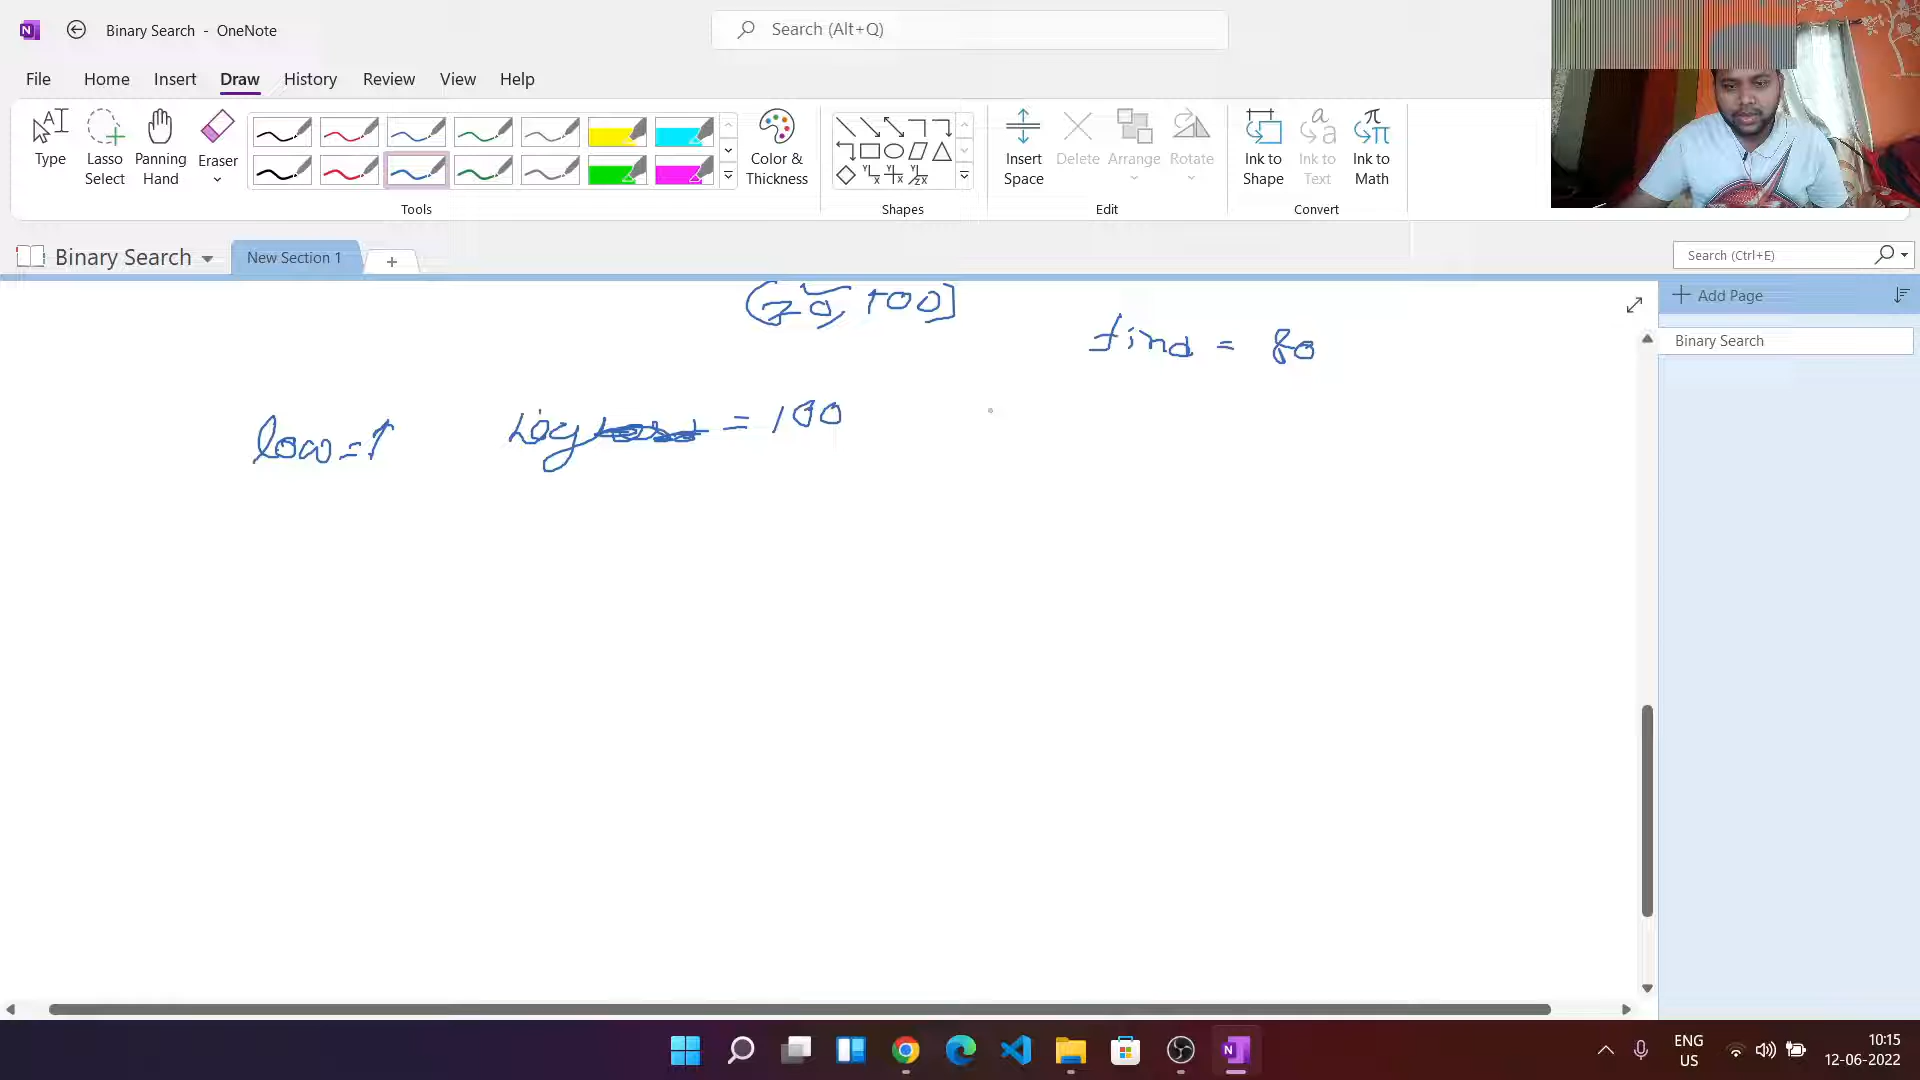 Binary Search - OneNote
Search (Alt+Q)
File Home Insert Draw History Review View Help
Type
Lasso Select
Panning Hand
Eraser
Color & Thickness
Insert Space
Delete
Arrange
Rotate
Ink to Shape
Ink to Text
Ink to Math
Tools
Shapes
Edit
Convert
Binary Search
New Section 1
Search (Ctrl+E)
Add Page
Binary Search
100]
find = 80
low=1
= 100
ENG
US
10:15
12-06-2022